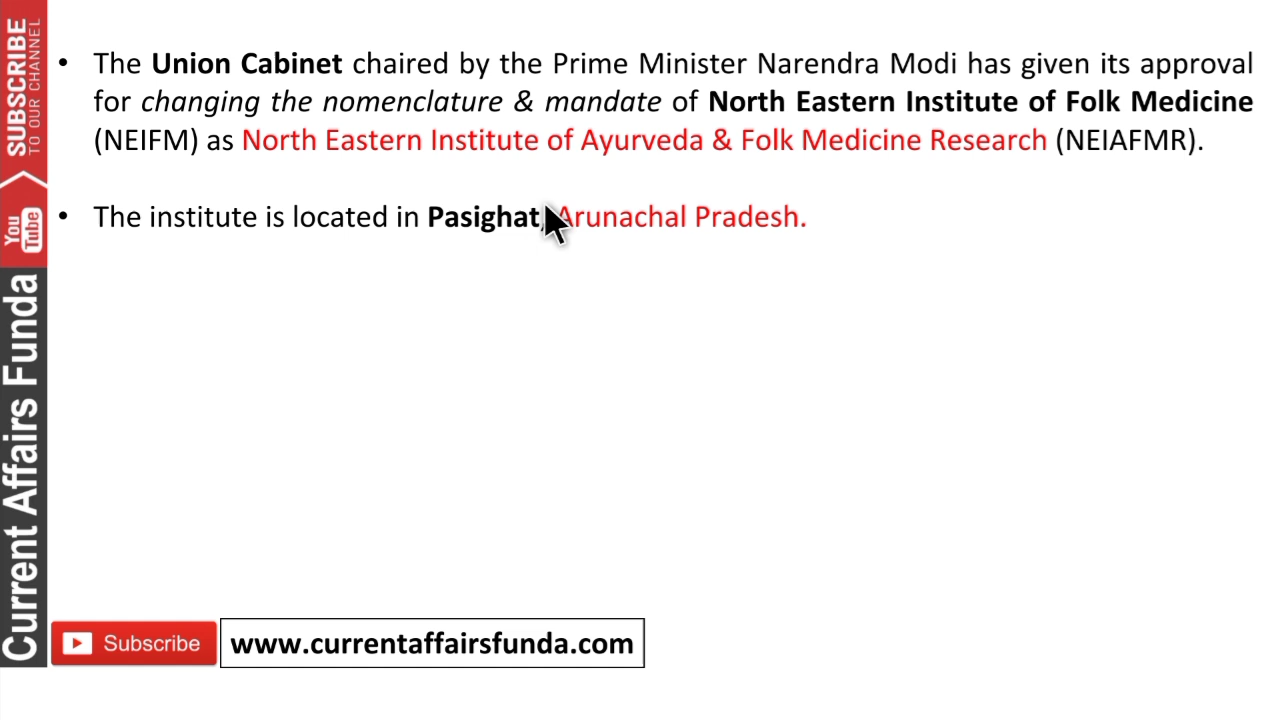 SUBSCRIBE
TO OUR CHANNEL
You
Tube
Current Affairs Funda
• The Union Cabinet chaired by the Prime Minister Narendra Modi has given its approval
for changing the nomenclature & mandate of North Eastern Institute of Folk Medicine
(NEIFM) as North Eastern Institute of Ayurveda & Folk Medicine Research (NEIAFMR).
• The institute is located in Pasighat, Arunachal Pradesh.
Subscribe
www.currentaffairsfunda.com